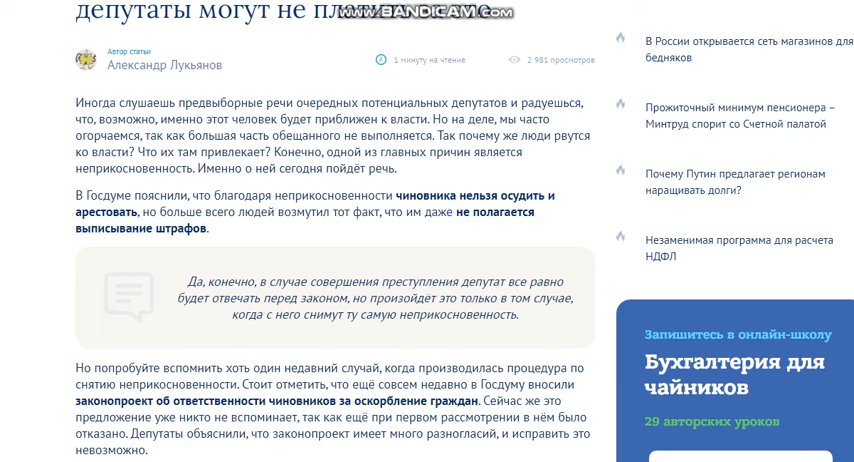 депутаты могут не платить
www.BANDICAM.com
Автор статьи
Александр Лукьянов
1 минуту на чтение
2 981 просмотров
Иногда слушаешь предвыборные речи очередных потенциальных депутатов и радуешься,
что, возможно, именно этот человек будет приближен к власти. Но на деле, мы часто
огорчаемся, так как большая часть обещанного не выполняется. Так почему же люди рвутся
ко власти? Что их там привлекает? Конечно, одной из главных причин является
неприкосновенность. Именно о ней сегодня пойдёт речь.
В Госдуме пояснили, что благодаря неприкосновенности чиновника нельзя осудить и
арестовать, но больше всего людей возмутил тот факт, что им даже не полагается
выписывание штрафов.
Да, конечно, в случае совершения преступления депутат все равно
будет отвечать перед законом, но произойдёт это только в том случае,
когда с него снимут ту самую неприкосновенность.
Но попробуйте вспомнить хоть один недавний случай, когда производилась процедура по
снятию неприкосновенности. Стоит отметить, что ещё совсем недавно в Госдуму вносили
законопроект об ответственности чиновников за оскорбление граждан. Сейчас же это
предложение уже никто не вспоминает, так как ещё при первом рассмотрении в нём было
отказано. Депутаты объяснили, что законопроект имеет много разногласий, и исправить это
невозможно.
В России открывается сеть магазинов для
бедняков
Прожиточный минимум пенсионера –
Минтруд спорит со Счетной палатой
Почему Путин предлагает регионам
наращивать долги?
Незаменимая программа для расчета
НДФЛ
Запишитесь в онлайн-школу
Бухгалтерия для
чайников
29 авторских уроков